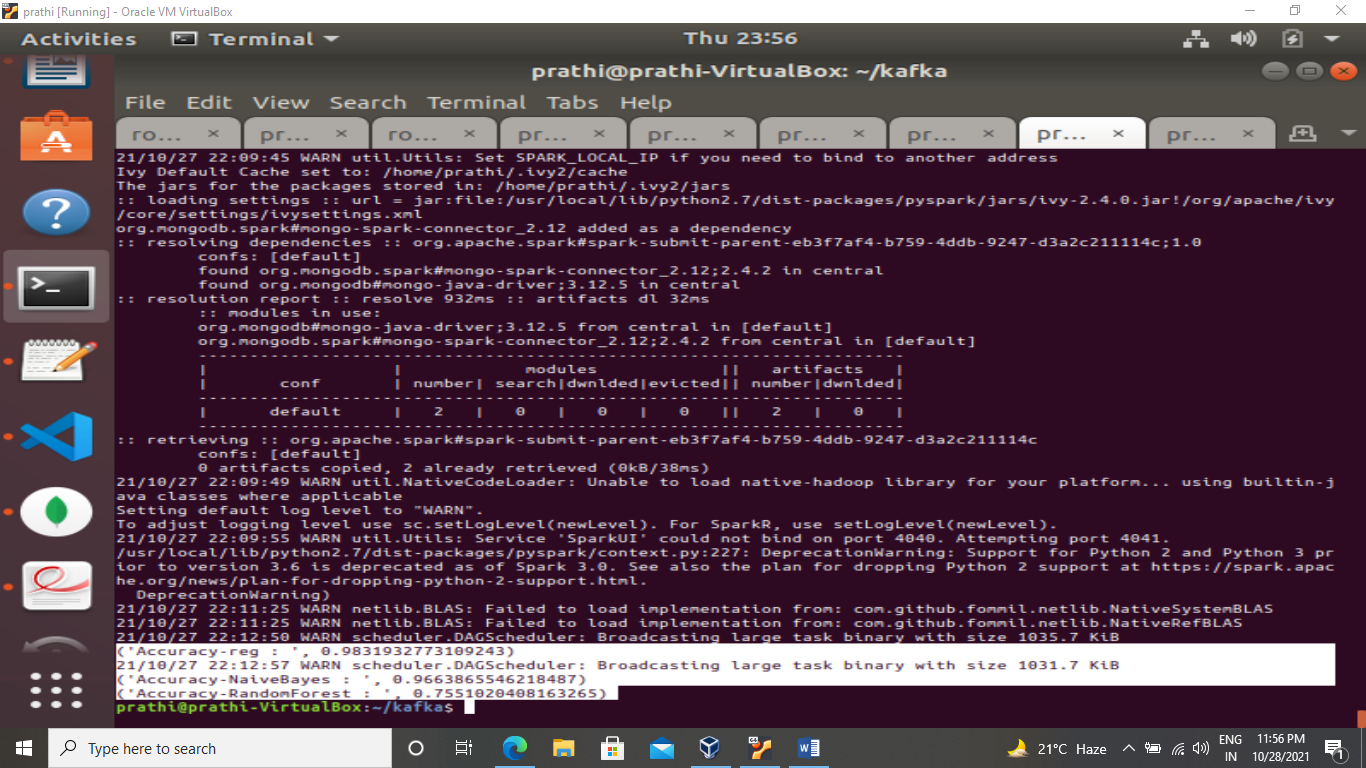 prathi [Running] - Oracle VM VirtualBox
Activities Terminal Thu 23:56
prathi@prathi-VirtualBox: ~/kafka
File Edit View Search Terminal Tabs Help
ro... × pr... × ro... × pr... × pr... × pr... × pr... × pr... × pr... ×
21/10/27 22:09:45 WARN util.Utils: Set SPARK_LOCAL_IP if you need to bind to another address
Ivy Default Cache set to: /home/prathi/.ivy2/cache
The jars for the packages stored in: /home/prathi/.ivy2/jars
:: loading settings :: url = jar:file:/usr/local/lib/python2.7/dist-packages/pyspark/jars/ivy-2.4.0.jar!/org/apache/ivy
/core/settings/ivysettings.xml
org.mongodb.spark#mongo-spark-connector_2.12 added as a dependency
:: resolving dependencies :: org.apache.spark#spark-submit-parent-eb3f7af4-b759-4ddb-9247-d3a2c211114c;1.0
confs: [default]
found org.mongodb.spark#mongo-spark-connector_2.12;2.4.2 in central
found org.mongodb#mongo-java-driver;3.12.5 in central
:: resolution report :: resolve 932ms :: artifacts dl 32ms
:: modules in use:
org.mongodb#mongo-java-driver;3.12.5 from central in [default]
org.mongodb.spark#mongo-spark-connector_2.12;2.4.2 from central in [default]
---------------------------------------------------------------------
| | modules || artifacts |
| conf | number| search|dwnlded|evicted|| number|dwnlded|
---------------------------------------------------------------------
| default | 2 | 0 | 0 | 0 || 2 | 0 |
---------------------------------------------------------------------
:: retrieving :: org.apache.spark#spark-submit-parent-eb3f7af4-b759-4ddb-9247-d3a2c211114c
confs: [default]
0 artifacts copied, 2 already retrieved (0kB/38ms)
21/10/27 22:09:49 WARN util.NativeCodeLoader: Unable to load native-hadoop library for your platform... using builtin-j
ava classes where applicable
Setting default log level to "WARN".
To adjust logging level use sc.setLogLevel(newLevel). For SparkR, use setLogLevel(newLevel).
21/10/27 22:09:55 WARN util.Utils: Service 'SparkUI' could not bind on port 4040. Attempting port 4041.
/usr/local/lib/python2.7/dist-packages/pyspark/context.py:227: DeprecationWarning: Support for Python 2 and Python 3 pr
ior to version 3.6 is deprecated as of Spark 3.0. See also the plan for dropping Python 2 support at https://spark.apac
he.org/news/plan-for-dropping-python-2-support.html.
DeprecationWarning)
21/10/27 22:11:25 WARN netlib.BLAS: Failed to load implementation from: com.github.fommil.netlib.NativeSystemBLAS
21/10/27 22:11:25 WARN netlib.BLAS: Failed to load implementation from: com.github.fommil.netlib.NativeRefBLAS
21/10/27 22:12:50 WARN scheduler.DAGScheduler: Broadcasting large task binary with size 1035.7 KiB
('Accuracy-reg : ', 0.9831932773109243)
21/10/27 22:12:57 WARN scheduler.DAGScheduler: Broadcasting large task binary with size 1031.7 KiB
('Accuracy-NaiveBayes : ', 0.9663865546218487)
('Accuracy-RandomForest : ', 0.7551020408163265)
prathi@prathi-VirtualBox:~/kafka$
Type here to search
21°C Haze
ENG
IN
11:56 PM
10/28/2021
1